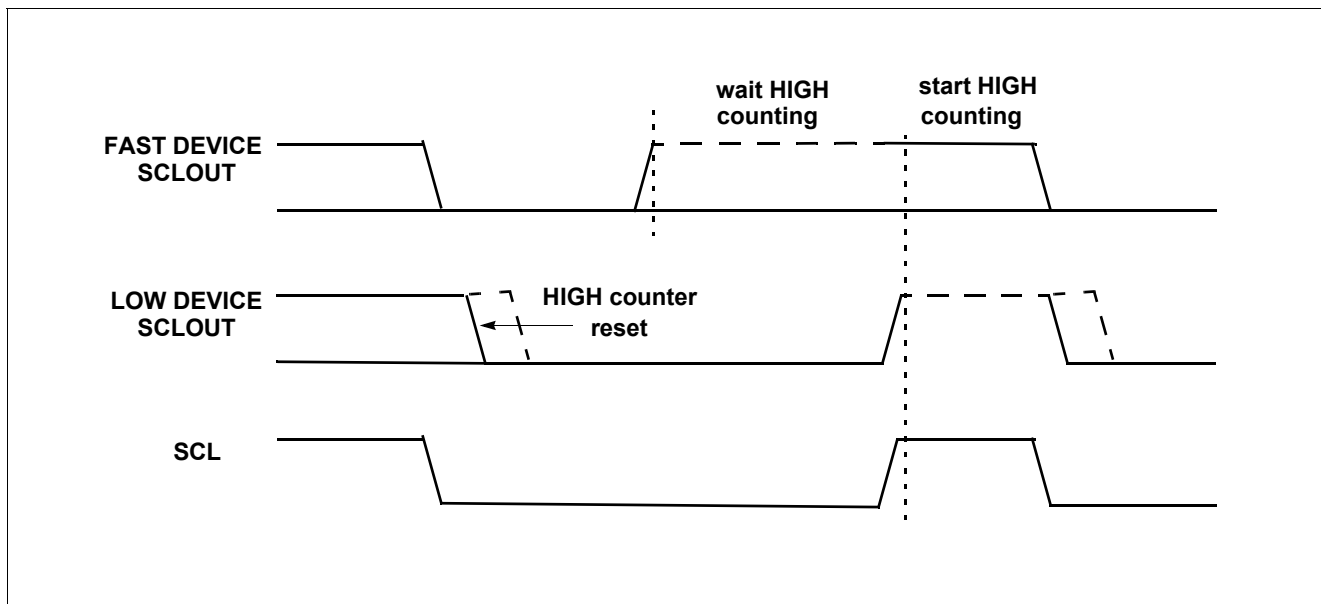 wait HIGH
counting
start HIGH
counting
FAST DEVICE
SCLOUT
LOW DEVICE
SCLOUT
HIGH counter
reset
SCL